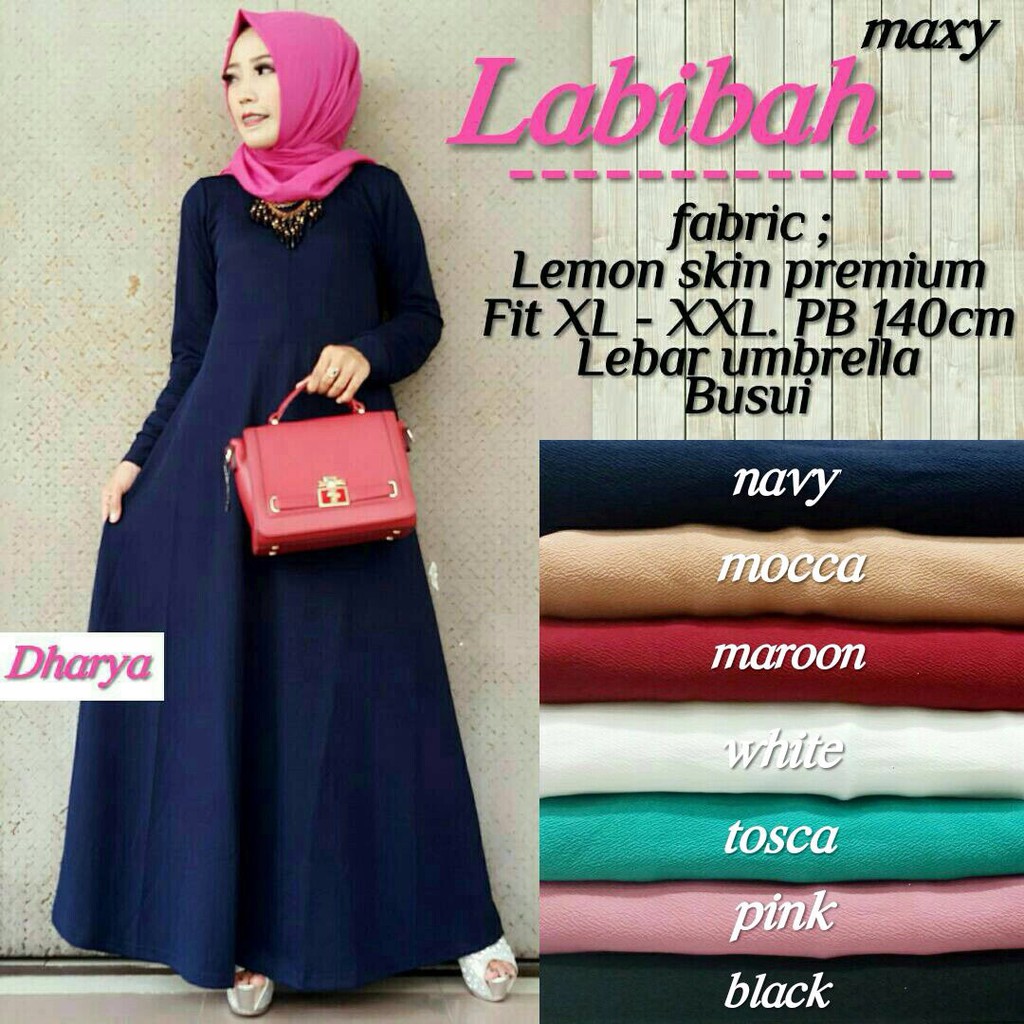 maxy
Labibah
fabric ;
Lemon skin premium
Fit XL - XXL. PB 140cm
Lebar umbrella
Busui
navy
mocca
maroon
white
tosca
pink
black
Dharya